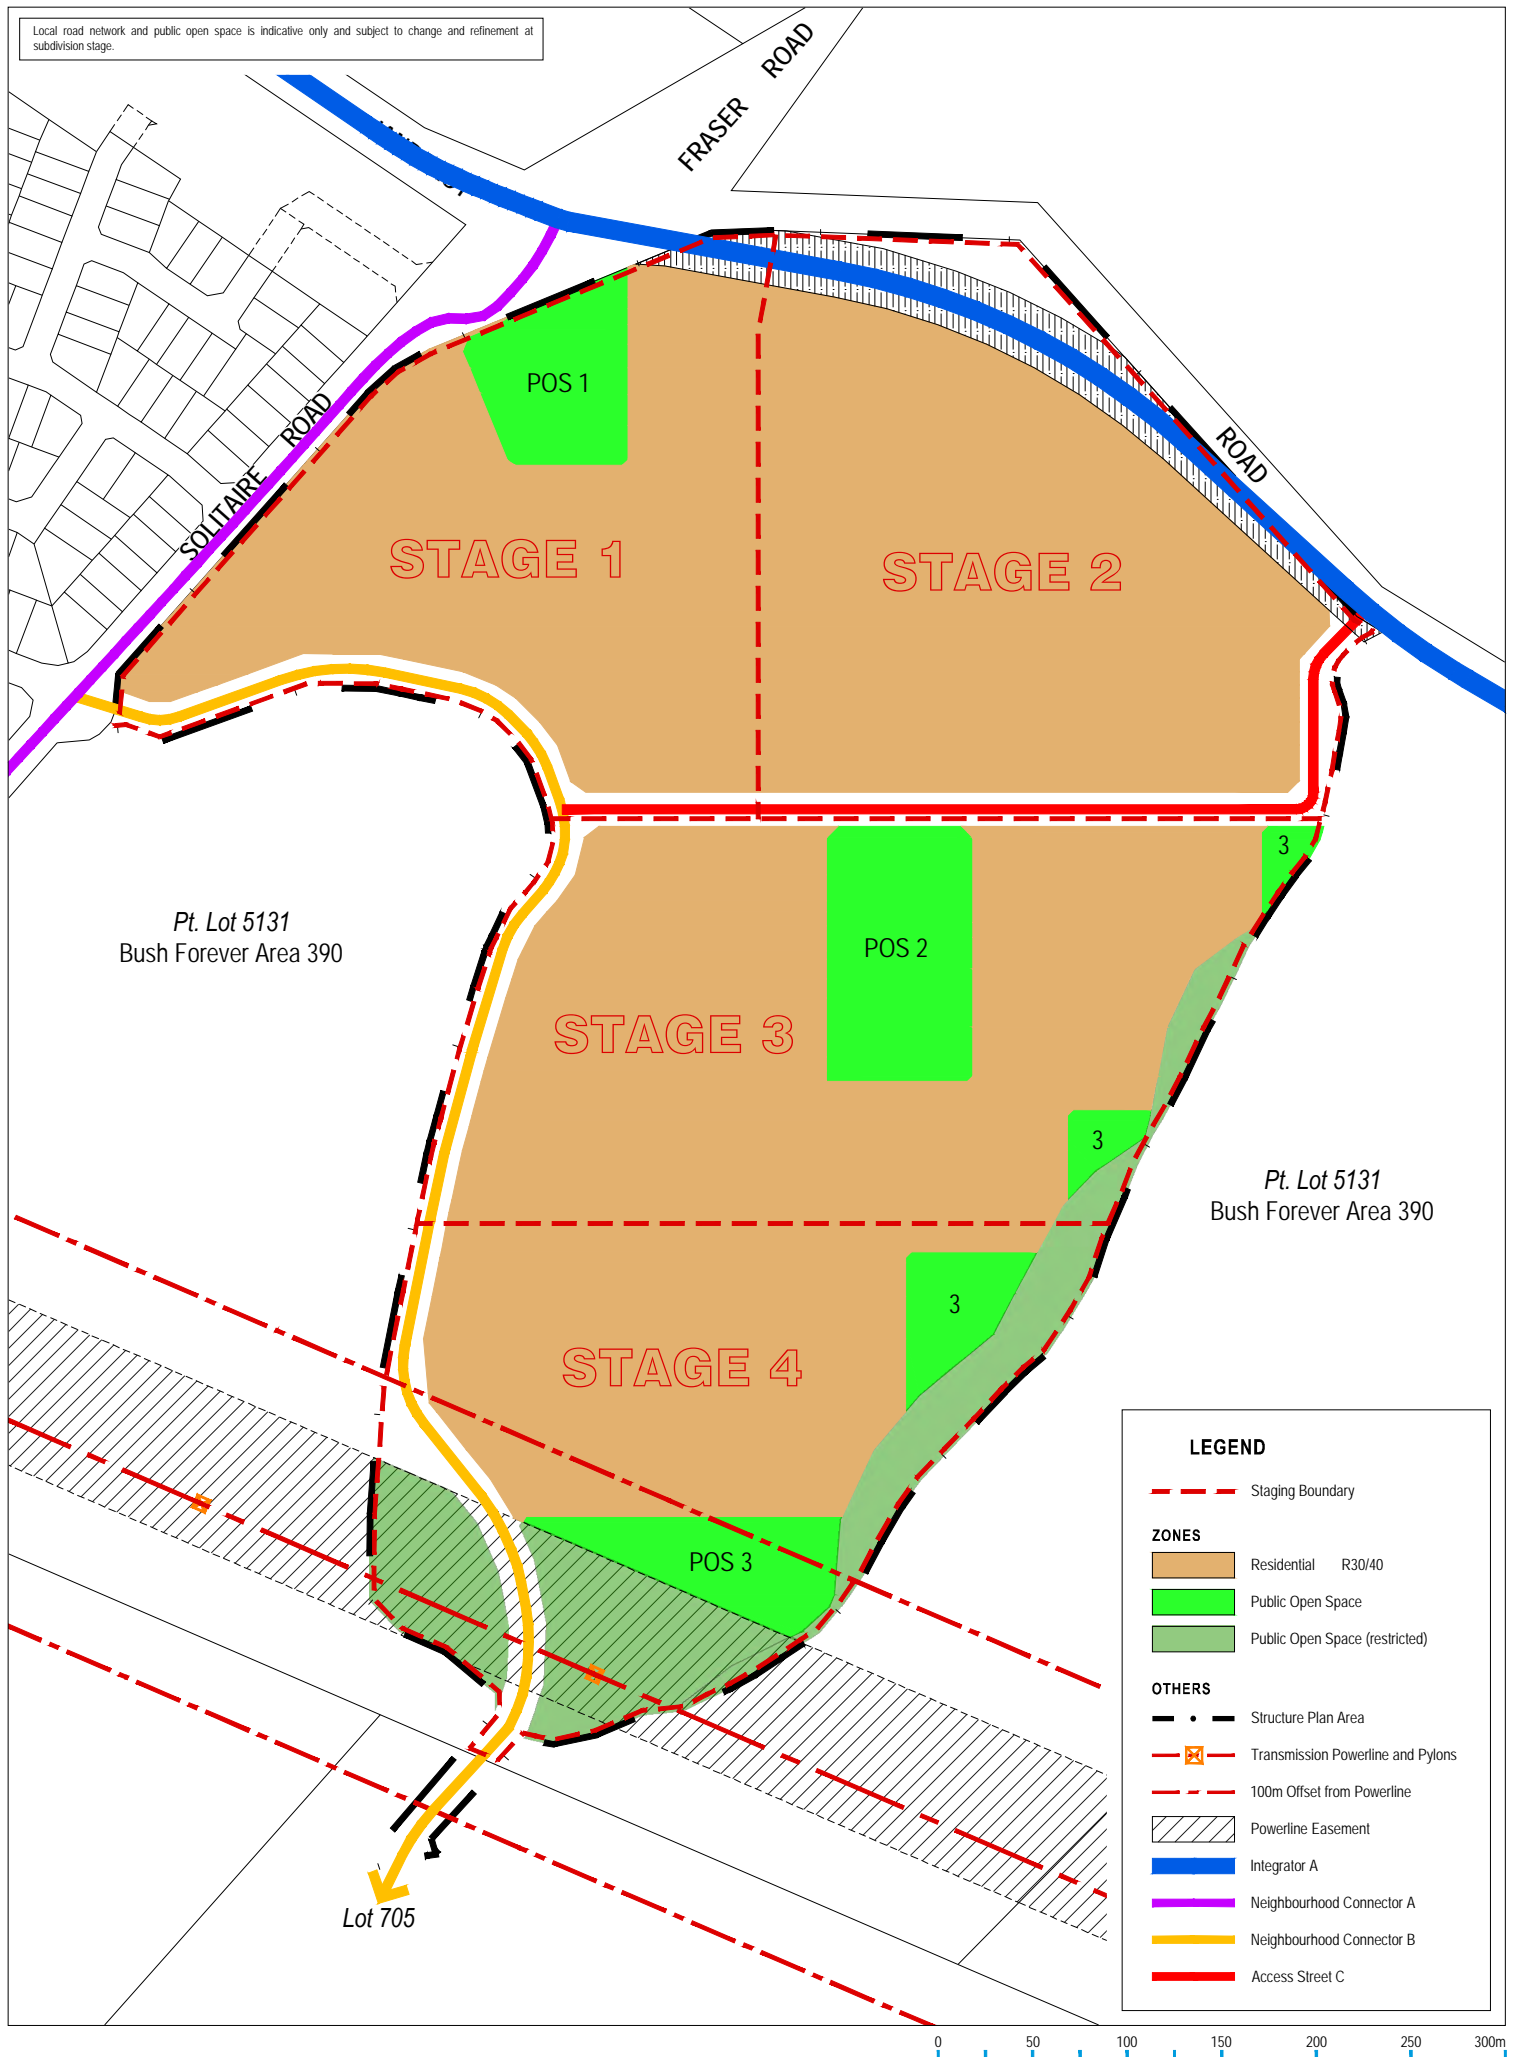 Local road network and public open space is indicative only and subject to change and refinement at
subdivision stage.
FRASER ROAD
SOLITAIRE ROAD
ROAD
POS 1
STAGE 1
STAGE 2
3
POS 2
Pt. Lot 5131
Bush Forever Area 390
STAGE 3
3
Pt. Lot 5131
Bush Forever Area 390
3
STAGE 4
POS 3
Lot 705
LEGEND
Staging Boundary
ZONES
Residential R30/40
Public Open Space
Public Open Space (restricted)
OTHERS
Structure Plan Area
Transmission Powerline and Pylons
100m Offset from Powerline
Powerline Easement
Integrator A
Neighbourhood Connector A
Neighbourhood Connector B
Access Street C
0 50 100 150 200 250 300m